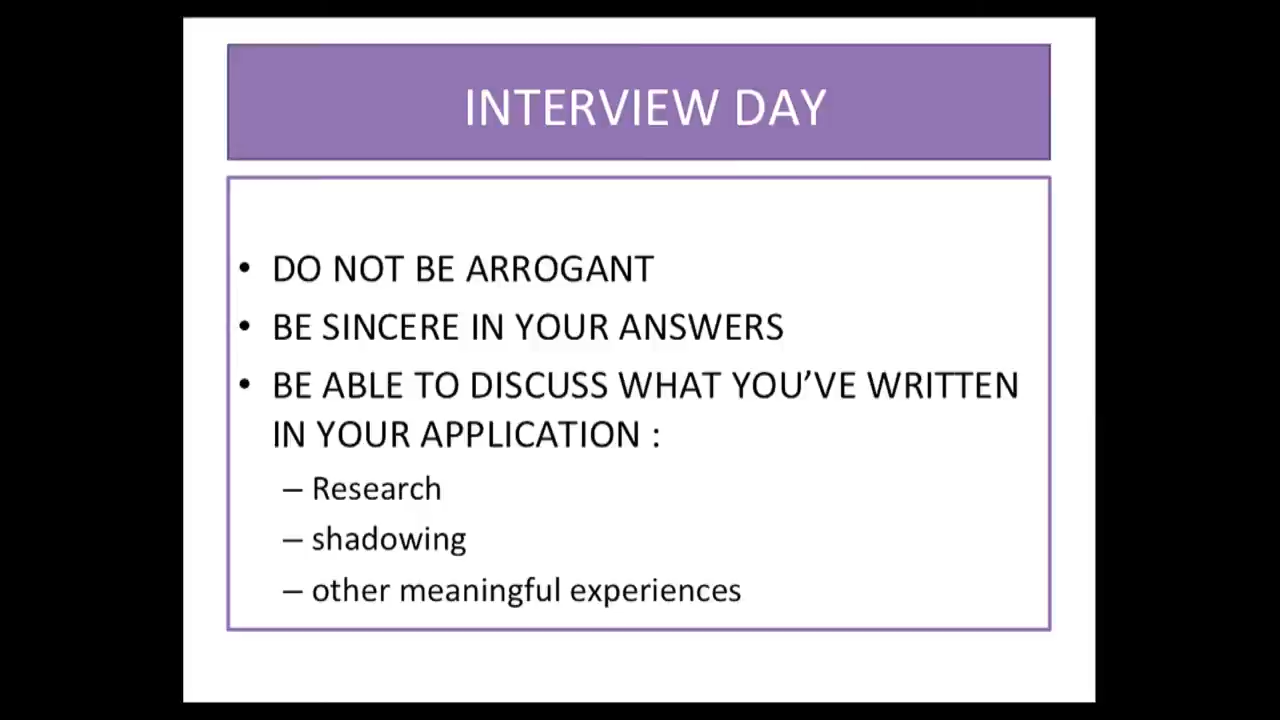 INTERVIEW DAY
• DO NOT BE ARROGANT
• BE SINCERE IN YOUR ANSWERS
• BE ABLE TO DISCUSS WHAT YOU’VE WRITTEN
IN YOUR APPLICATION :
– Research
– shadowing
– other meaningful experiences